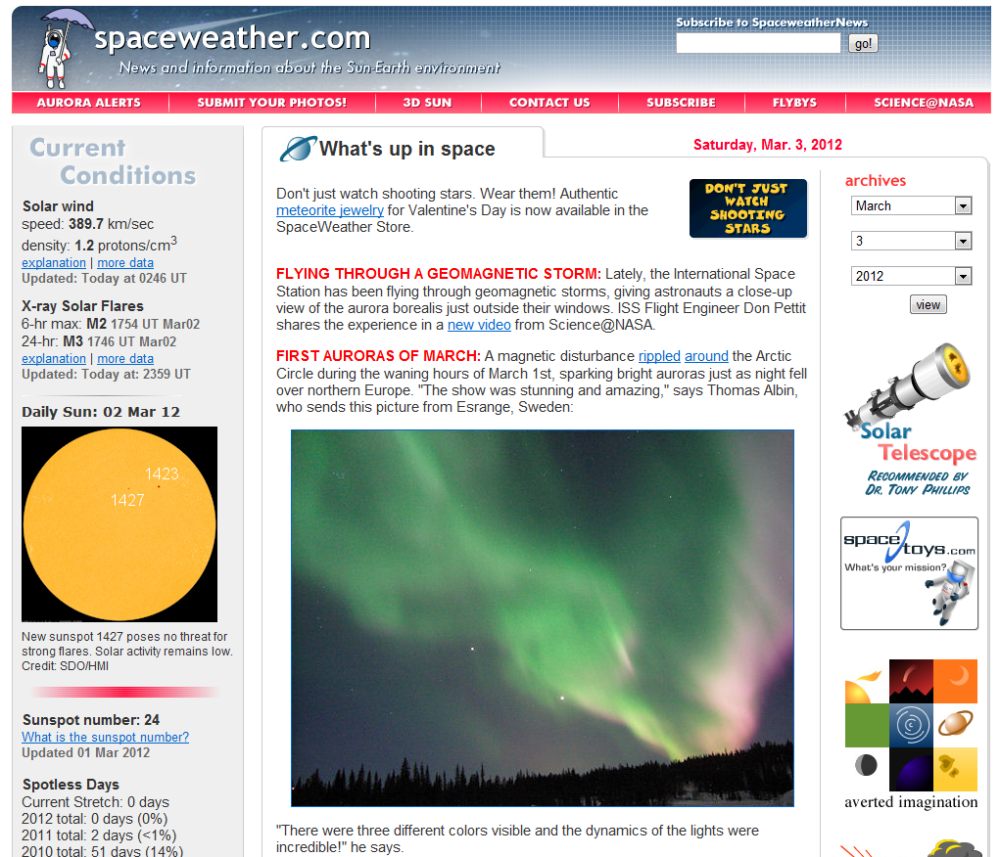 spaceweather.com
News and information about the Sun-Earth environment
Subscribe to SpaceweatherNews
go!
AURORA ALERTS
SUBMIT YOUR PHOTOS!
3D SUN
CONTACT US
SUBSCRIBE
FLYBYS
SCIENCE@NASA
Current
Conditions
Solar wind
speed: 389.7 km/sec
density: 1.2 protons/cm3
explanation | more data
Updated: Today at 0246 UT
X-ray Solar Flares
6-hr max: M2 1754 UT Mar02
24-hr: M3 1746 UT Mar02
explanation | more data
Updated: Today at: 2359 UT
Daily Sun: 02 Mar 12
1423
1427
New sunspot 1427 poses no threat for
strong flares. Solar activity remains low.
Credit: SDO/HMI
Sunspot number: 24
What is the sunspot number?
Updated 01 Mar 2012
Spotless Days
Current Stretch: 0 days
2012 total: 0 days (0%)
2011 total: 2 days (<1%)
2010 total: 51 days (14%)
What's up in space
Saturday, Mar. 3, 2012
Don't just watch shooting stars. Wear them! Authentic
meteorite jewelry for Valentine's Day is now available in the
SpaceWeather Store.
DON'T JUST
WATCH
SHOOTING
STARS
FLYING THROUGH A GEOMAGNETIC STORM: Lately, the International Space
Station has been flying through geomagnetic storms, giving astronauts a close-up
view of the aurora borealis just outside their windows. ISS Flight Engineer Don Pettit
shares the experience in a new video from Science@NASA.
FIRST AURORAS OF MARCH: A magnetic disturbance rippled around the Arctic
Circle during the waning hours of March 1st, sparking bright auroras just as night fell
over northern Europe. "The show was stunning and amazing," says Thomas Albin,
who sends this picture from Esrange, Sweden:
"There were three different colors visible and the dynamics of the lights were
incredible!" he says.
archives
March
3
2012
view
Solar
Telescope
RECOMMENDED BY
DR. TONY PHILLIPS
spacetoys.com
What's your mission?
averted imagination